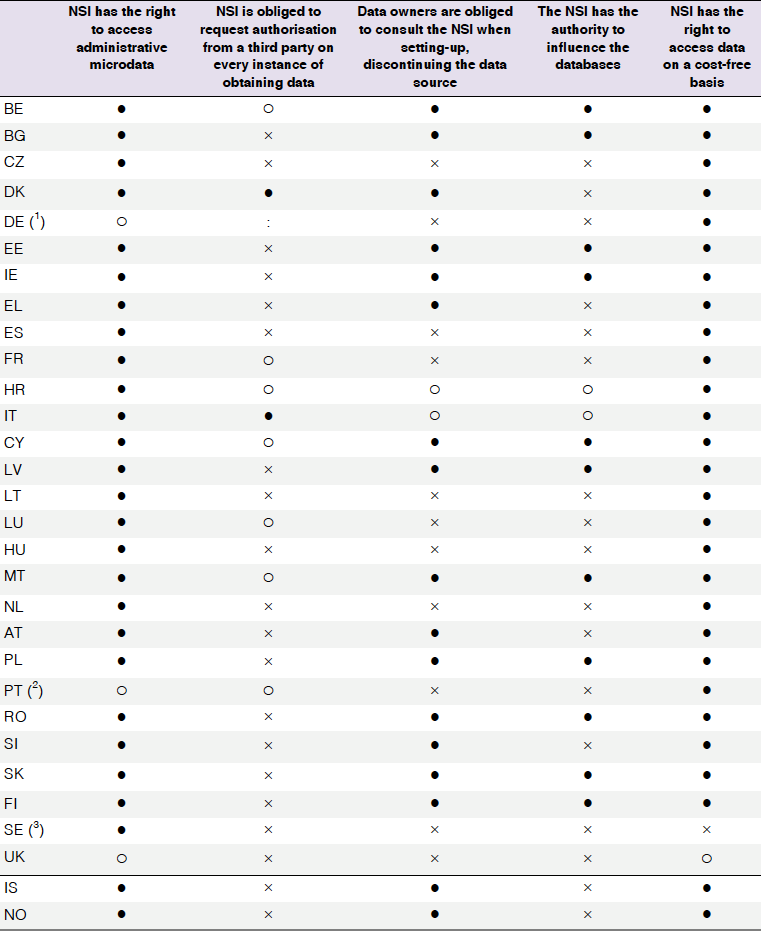 NSI has the right to access administrative microdata | NSI is obliged to request authorisation from a third party on every instance of obtaining data | Data owners are obliged to consult the NSI when setting-up, discontinuing the data source | The NSI has the authority to influence the databases | NSI has the right to access data on a cost-free basis
BE ● ○ ● ● ●
BG ● × ● ● ●
CZ ● × × × ●
DK ● ● ● × ●
DE (¹) ○ : × × ●
EE ● × ● ● ●
IE ● × ● ● ●
EL ● × ● × ●
ES ● × × × ●
FR ● ○ × × ●
HR ● ○ ○ ○ ●
IT ● ● ○ ○ ●
CY ● ○ ● ● ●
LV ● × ● ● ●
LT ● × × × ●
LU ● ○ × × ●
HU ● × × × ●
MT ● ○ ● ● ●
NL ● × × × ●
AT ● × ● × ●
PL ● × ● ● ●
PT (²) ○ ○ × × ●
RO ● × ● ● ●
SI ● × ● × ●
SK ● × ● ● ●
FI ● × ● ● ●
SE (³) ● × × × ×
UK ○ × × × ○
IS ● × ● × ●
NO ● × ● × ●